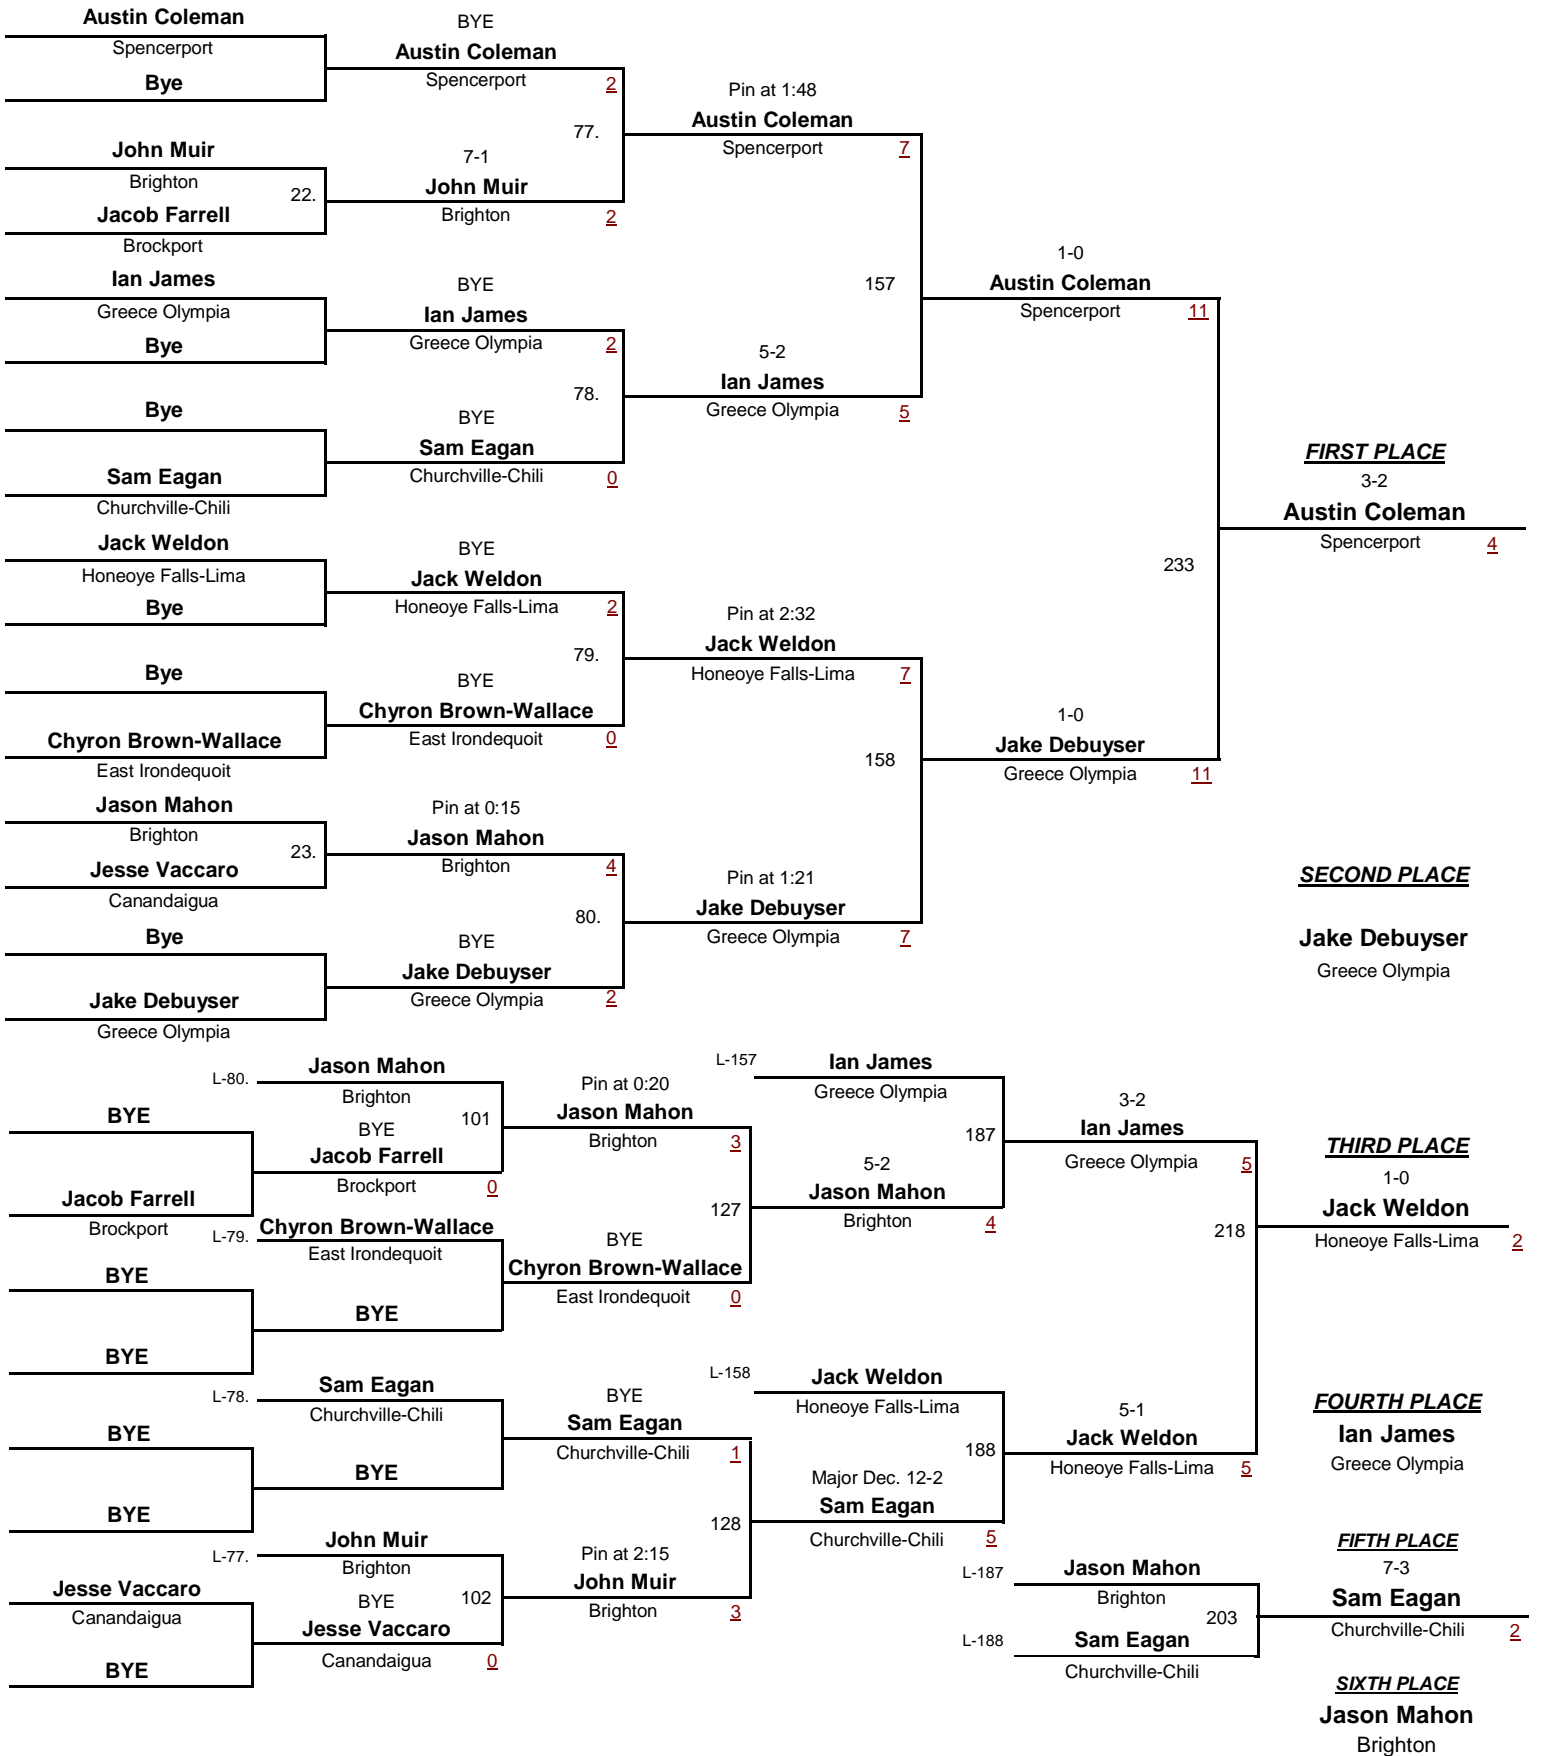 Austin Coleman
Spencerport
Bye
John Muir
Brighton
22.
Jacob Farrell
Brockport
Ian James
Greece Olympia
Bye
Bye
Sam Eagan
Churchville-Chili
Jack Weldon
Honeoye Falls-Lima
Bye
Bye
Chyron Brown-Wallace
East Irondequoit
Jason Mahon
Brighton
23.
Jesse Vaccaro
Canandaigua
Bye
Jake Debuyser
Greece Olympia
BYE
Austin Coleman
Spencerport 2
77.
7-1
John Muir
Brighton 2
BYE
Ian James
Greece Olympia 2
78.
BYE
Sam Eagan
Churchville-Chili 0
BYE
Jack Weldon
Honeoye Falls-Lima 2
79.
BYE
Chyron Brown-Wallace
East Irondequoit 0
Pin at 0:15
Jason Mahon
Brighton 4
80.
BYE
Jake Debuyser
Greece Olympia 2
Pin at 1:48
Austin Coleman
Spencerport 7
157
5-2
Ian James
Greece Olympia 5
Pin at 2:32
Jack Weldon
Honeoye Falls-Lima 7
158
Pin at 1:21
Jake Debuyser
Greece Olympia 7
1-0
Austin Coleman
Spencerport 11
233
1-0
Jake Debuyser
Greece Olympia 11
FIRST PLACE
3-2
Austin Coleman
Spencerport 4
SECOND PLACE
Jake Debuyser
Greece Olympia
BYE
Jacob Farrell
Brockport
BYE
BYE
BYE
BYE
Jesse Vaccaro
Canandaigua
BYE
L-80.
Jason Mahon
Brighton
101
BYE
Jacob Farrell
Brockport 0
L-79.
Chyron Brown-Wallace
East Irondequoit
BYE
L-78.
Sam Eagan
Churchville-Chili
BYE
L-77.
John Muir
Brighton
102
BYE
Jesse Vaccaro
Canandaigua 0
Pin at 0:20
Jason Mahon
Brighton 3
127
BYE
Chyron Brown-Wallace
East Irondequoit 0
BYE
Sam Eagan
Churchville-Chili 1
128
Pin at 2:15
John Muir
Brighton 3
L-157
Ian James
Greece Olympia
187
5-2
Jason Mahon
Brighton 4
L-158
Jack Weldon
Honeoye Falls-Lima
188
Major Dec. 12-2
Sam Eagan
Churchville-Chili 5
3-2
Ian James
Greece Olympia 5
218
5-1
Jack Weldon
Honeoye Falls-Lima 5
L-187
Jason Mahon
Brighton
203
L-188
Sam Eagan
Churchville-Chili
THIRD PLACE
1-0
Jack Weldon
Honeoye Falls-Lima 2
FOURTH PLACE
Ian James
Greece Olympia
FIFTH PLACE
7-3
Sam Eagan
Churchville-Chili 2
SIXTH PLACE
Jason Mahon
Brighton